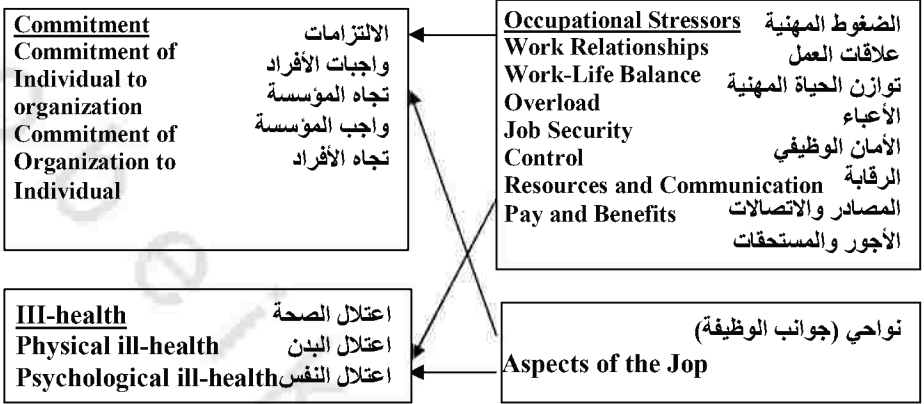 Commitment الالتزامات
Commitment of واجبات الأفراد
Individual to تجاه المؤسسة
organization واجب المؤسسة
Commitment of تجاه الأفراد
Organization to
Individual
Occupational Stressors الضغوط المهنية
Work Relationships علاقات العمل
Work-Life Balance توازن الحياة المهنية
Overload الأعباء
Job Security الأمان الوظيفي
Control الرقابة
Resources and Communication المصادر والاتصالات
Pay and Benefits الأجور والمستحقات
III-health اعتلال الصحة
Physical ill-health اعتلال البدن
Psychological ill-health اعتلال النفس
نواحي (جوانب الوظيفة)
Aspects of the Jop